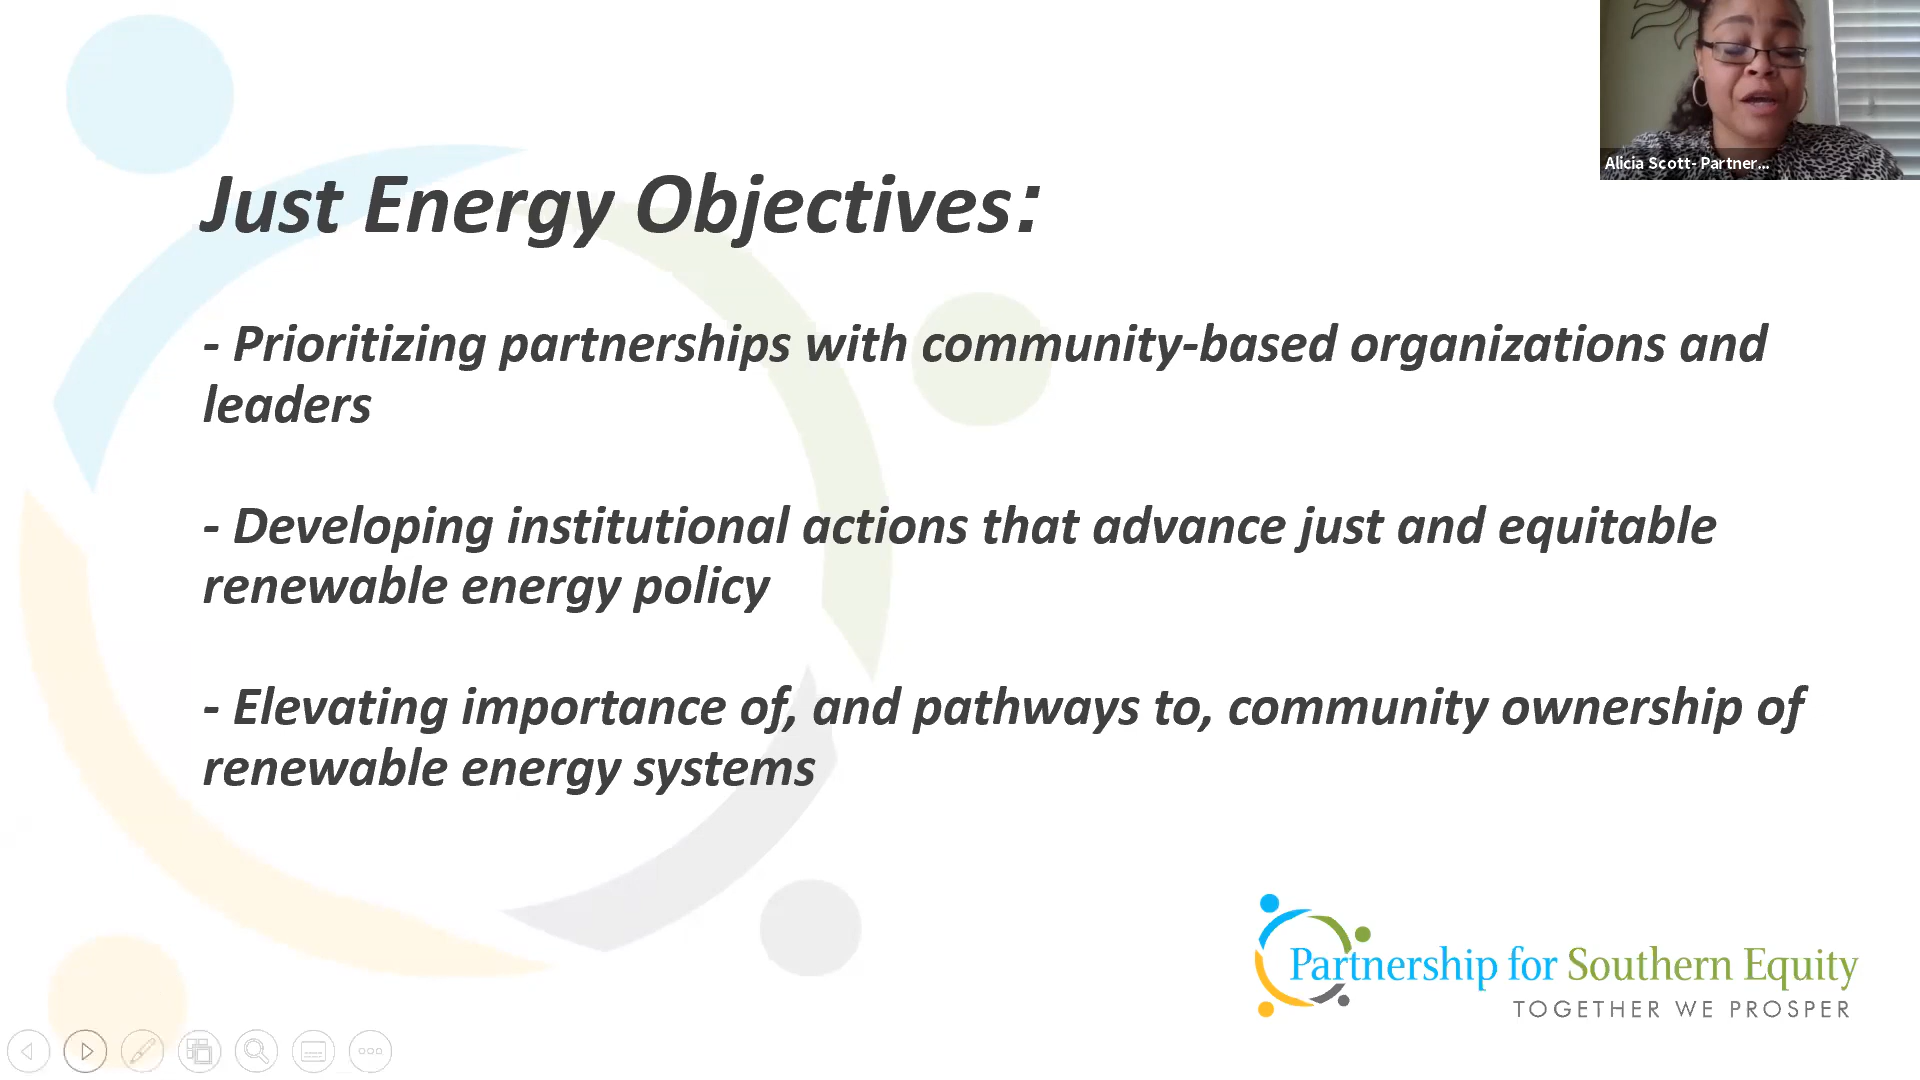 Alicia Scott- Partner...
Just Energy Objectives:
- Prioritizing partnerships with community-based organizations and
leaders
- Developing institutional actions that advance just and equitable
renewable energy policy
- Elevating importance of, and pathways to, community ownership of
renewable energy systems
Partnership for Southern Equity
TOGETHER WE PROSPER